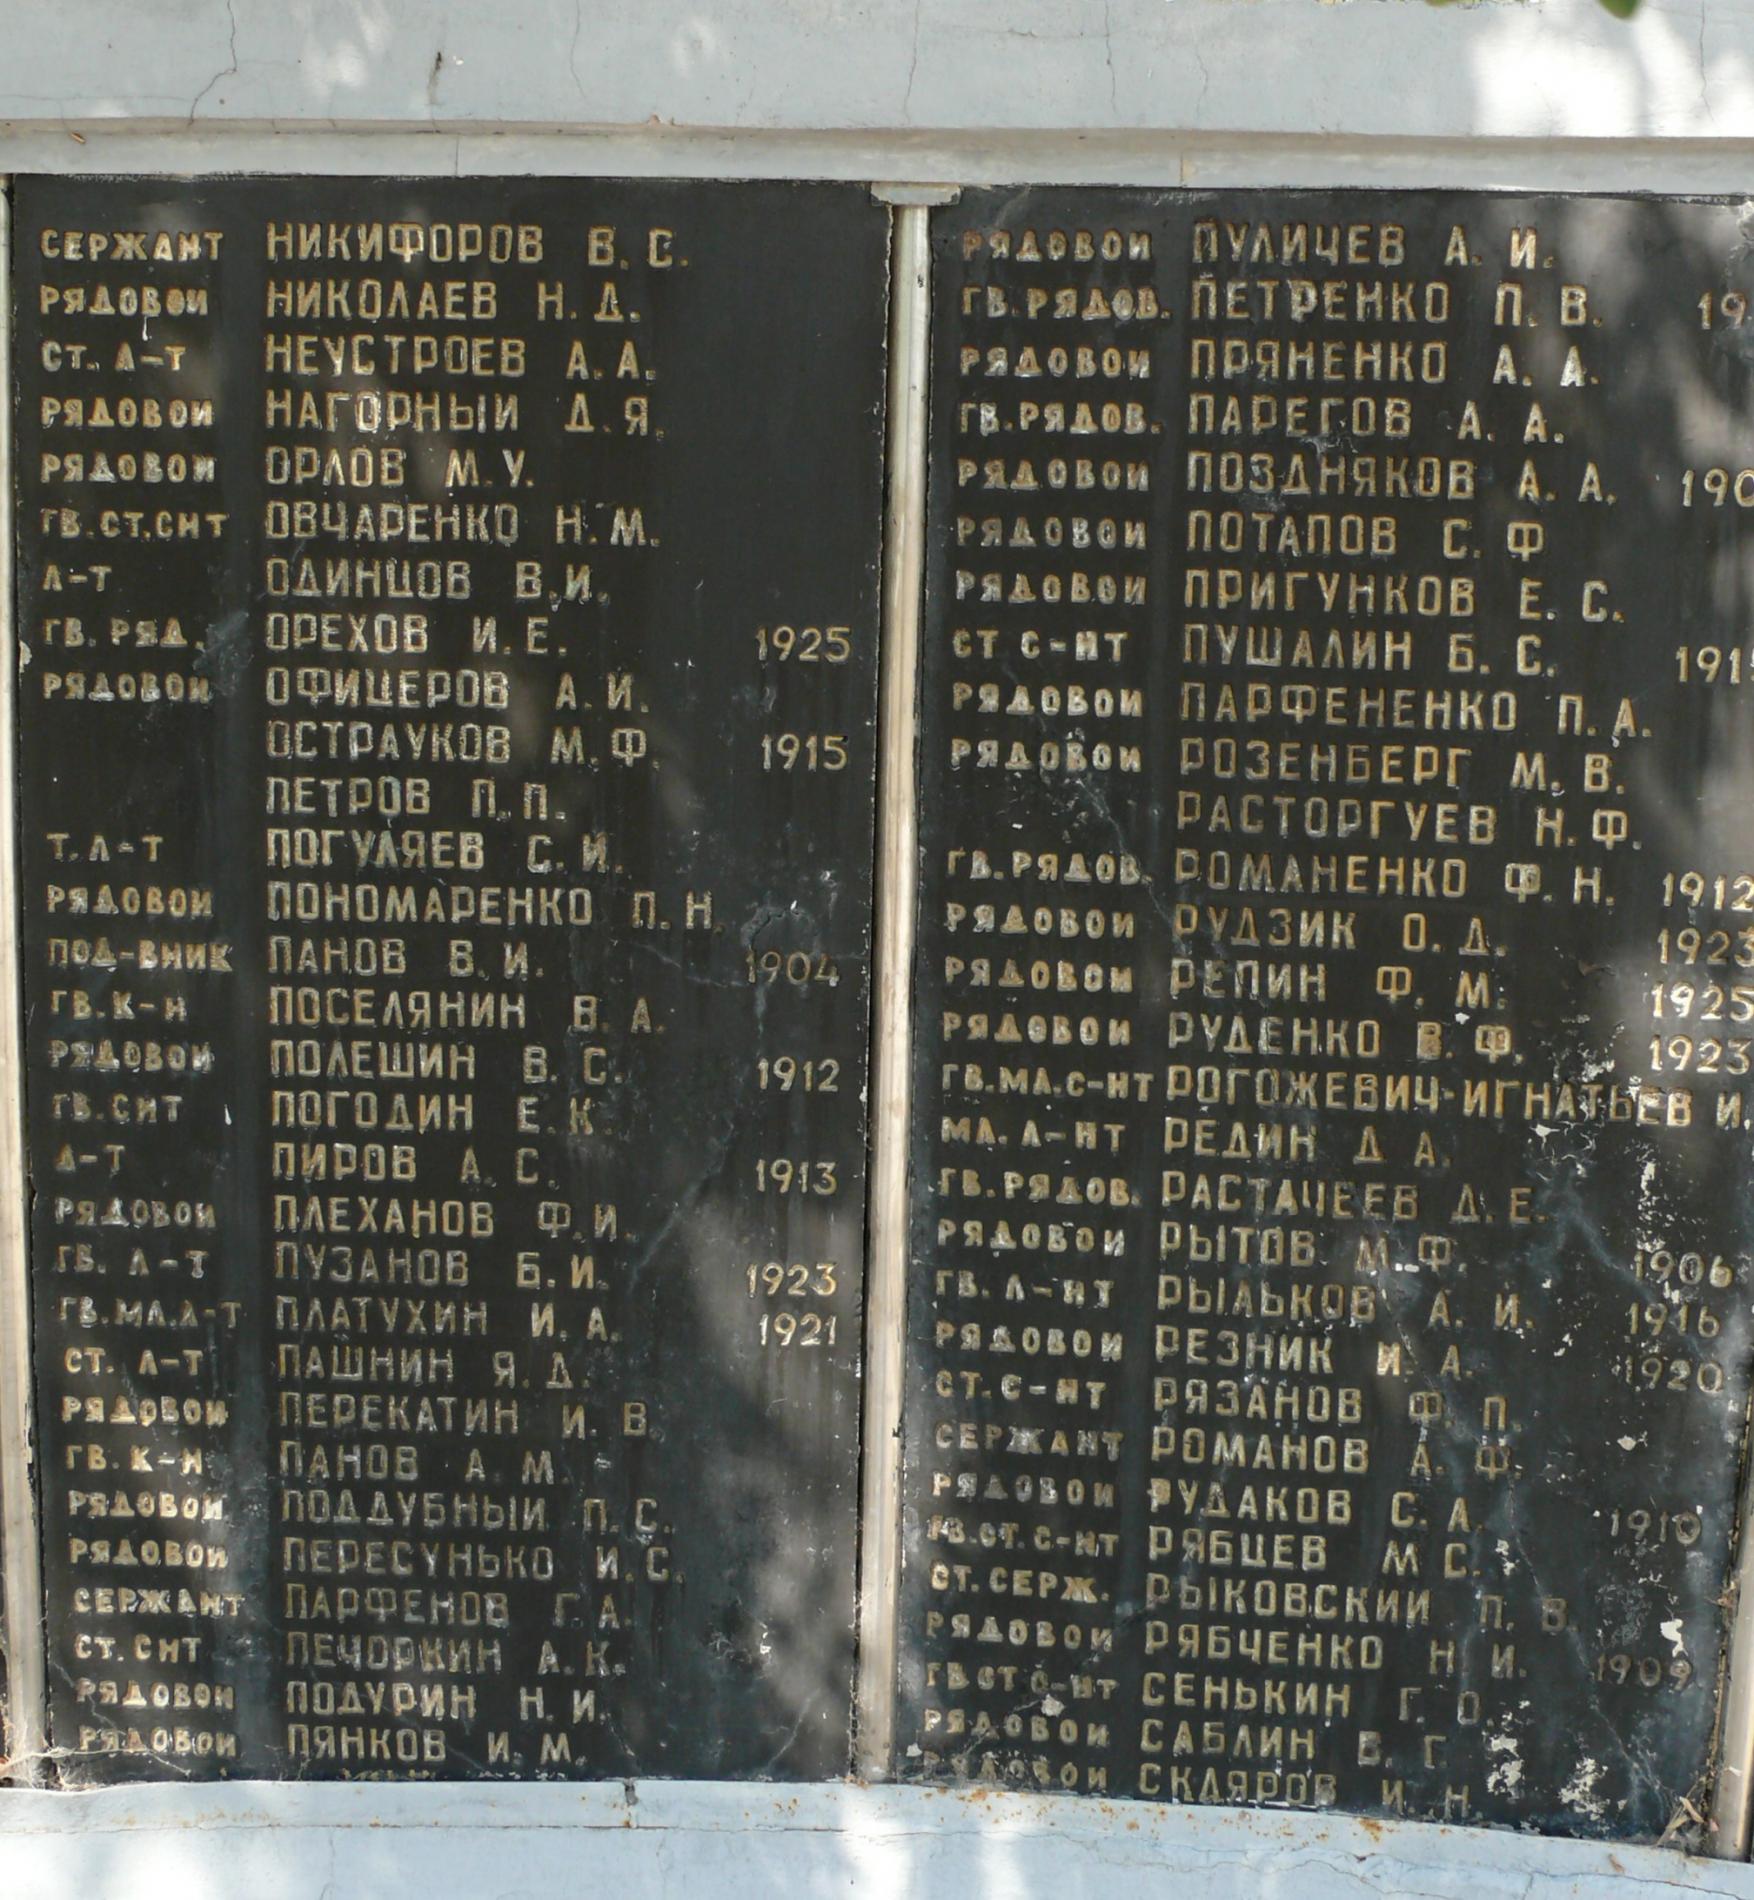 СЕРЖАНТ НИКИФОРОВ В. С.
РЯДОВОЙ НИКОЛАЕВ Н. Д.
СТ. Л-Т НЕУСТРОЕВ А. А.
РЯДОВОЙ НАГОРНЫЙ Д. Я.
РЯДОВОЙ ОРЛОВ М. У.
ГВ. СТ. СНТ ОВЧАРЕНКО Н. М.
Л-Т ОДИНЦОВ В. И.
ГВ. РЯД. ОРЕХОВ И. Е. 1925
РЯДОВОЙ ОФИЦЕРОВ А. И.
ОСТРАУКОВ М. Ф. 1915
ПЕТРОВ П. П.
Т. Л-Т ПОГУЛЯЕВ С. И.
РЯДОВОЙ ПОНОМАРЕНКО П. Н.
ПОД-ВНИК ПАНОВ В. И. 1904
ГВ. К-Н ПОСЕЛЯНИН В. А.
РЯДОВОЙ ПОЛЕШИН В. С. 1912
ГВ. СНТ ПОГОДИН Е. К.
Л-Т ПИРОВ А. С. 1913
РЯДОВОЙ ПЛЕХАНОВ Ф. И.
ГВ. Л-Т ПУЗАНОВ Б. И. 1923
ГВ. МЛ. Л-Т ПЛАТУХИН И. А. 1921
СТ. Л-Т ПАШНИН Я. Д.
РЯДОВОЙ ПЕРЕКАТИН И. В.
ГВ. К-Н ПАНОВ А. М.
РЯДОВОЙ ПОДДУБНЫЙ П. С.
РЯДОВОЙ ПЕРЕСУНЬКО И. С.
СЕРЖАНТ ПАРФЕНОВ Г. А.
СТ. СНТ ПЕЧОРКИН А. К.
РЯДОВОЙ ПОДУРИН Н. И.
РЯДОВОЙ ПЯНКОВ И. М.
РЯДОВОЙ ПУЛИЧЕВ А. И.
ГВ. РЯДОВ. ПЕТРЕНКО П. В. 19
РЯДОВОЙ ПРЯНЕНКО А. А.
ГВ. РЯДОВ. ПАРЕГОВ А. А.
РЯДОВОЙ ПОЗДНЯКОВ А. А. 190
РЯДОВОЙ ПОТАПОВ С. Ф
РЯДОВОЙ ПРИГУНКОВ Е. С.
СТ С-НТ ПУШАЛИН Б. С. 191
РЯДОВОЙ ПАРФЕНЕНКО П. А.
РЯДОВОЙ РОЗЕНБЕРГ М. В.
РАСТОРГУЕВ Н. Ф.
ГВ. РЯДОВ. РОМАНЕНКО Ф. Н. 1912
РЯДОВОЙ РУДЗИК О. Д. 1923
РЯДОВОЙ РЕПИН Ф. М. 1925
РЯДОВОЙ РУДЕНКО В. Ф. 1923
ГВ. МЛ. С-НТ РОГОЖЕВИЧ-ИГНАТЬЕВ И.
МЛ. Л-НТ РЕДИН Д А.
ГВ. РЯДОВ. РАСТАЧЕЕВ Д. Е.
РЯДОВОЙ РЫТОВ М. Ф. 1906
ГВ. Л-НТ РЫЛЬКОВ А. И. 1916
РЯДОВОЙ РЕЗНИК И. А. 1920
СТ. С-НТ РЯЗАНОВ Ф. П.
СЕРЖАНТ РОМАНОВ А. Ф.
РЯДОВОЙ РУДАКОВ С. А. 1910
ГВ. СТ. С-НТ РЯБЦЕВ М С.
СТ. СЕРЖ. РЫКОВСКИЙ П. В.
РЯДОВОЙ РЯБЧЕНКО Н. И. 1909
ГВ СТ С-НТ СЕНЬКИН Г. О.
РЯДОВОЙ САБЛИН В. Г.
РЯДОВОЙ СКЛЯРОВ И. Н.